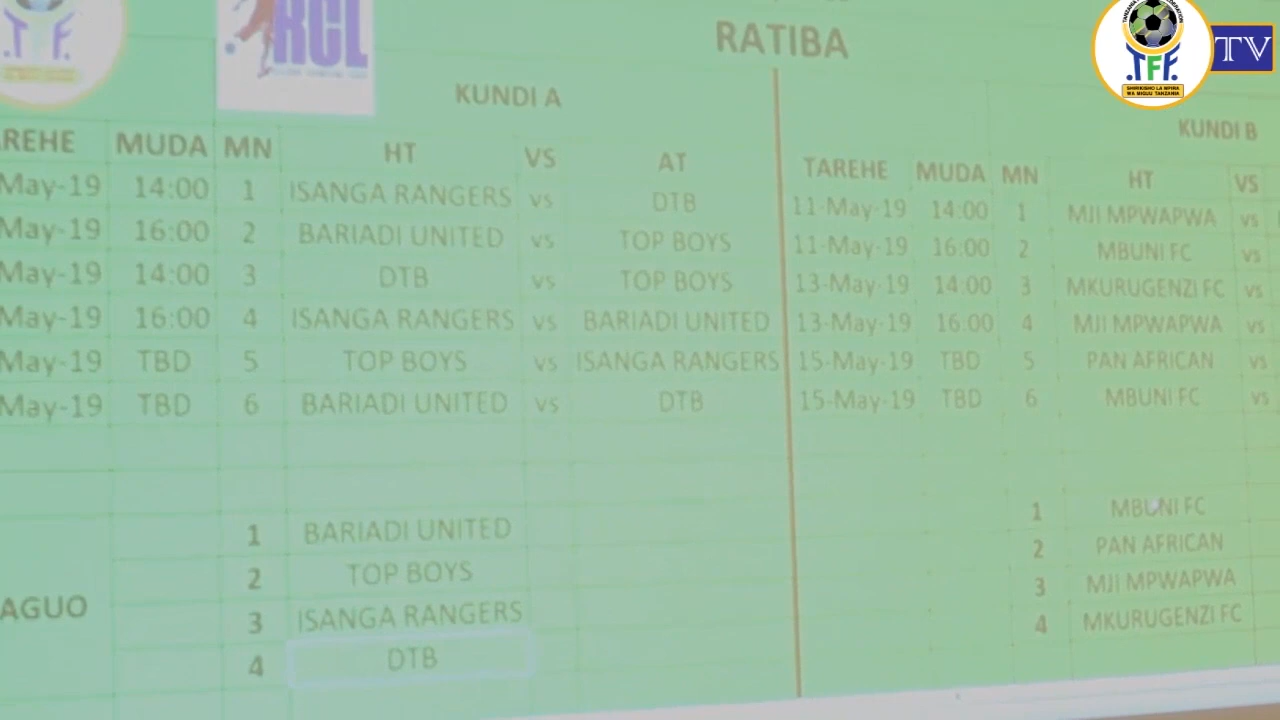 RATIBA
RCL
TFF TV
SHIRIKISHO LA MPIRA
WA MIGUU TANZANIA
KUNDI A
KUNDI B
AREHE MUDA MN HT VS AT TAREHE MUDA MN HT VS
May-19 14:00 1 ISANGA RANGERS vs DTB 11-May-19 14:00 1 MJI MPWAPWA vs
May-19 16:00 2 BARIADI UNITED vs TOP BOYS 11-May-19 16:00 2 MBUNI FC vs
May-19 14:00 3 DTB vs TOP BOYS 13-May-19 14:00 3 MKURUGENZI FC vs
May-19 16:00 4 ISANGA RANGERS vs BARIADI UNITED 13-May-19 16:00 4 MJI MPWAPWA vs
May-19 TBD 5 TOP BOYS vs ISANGA RANGERS 15-May-19 TBD 5 PAN AFRICAN vs
May-19 TBD 6 BARIADI UNITED vs DTB 15-May-19 TBD 6 MBUNI FC vs
1 BARIADI UNITED 1 MBUNI FC
2 TOP BOYS 2 PAN AFRICAN
AGUO 3 ISANGA RANGERS 3 MJI MPWAPWA
4 DTB 4 MKURUGENZI FC